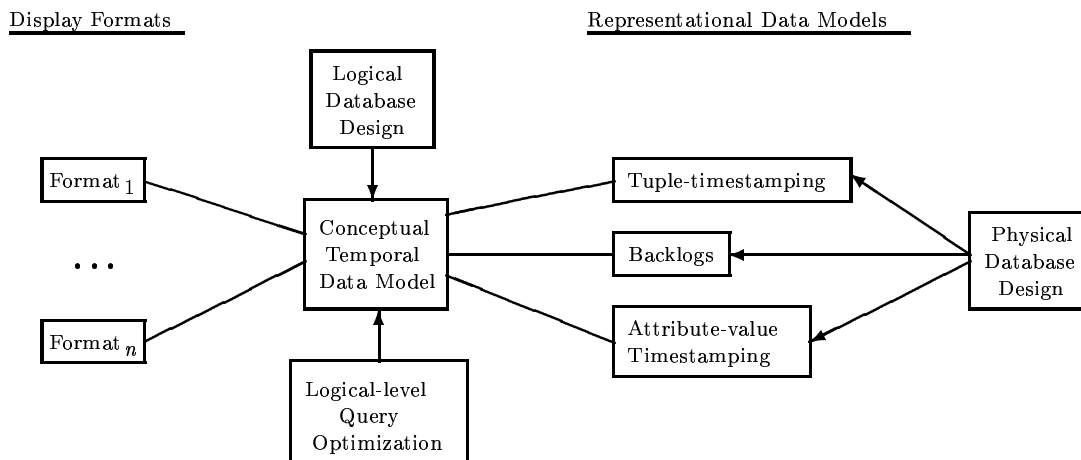 Display Formats
Representational Data Models
Logical
Database
Design
Format 1
Tuple-timestamping
Conceptual
Temporal
Data Model
Backlogs
Physical
Database
Design
...
Format n
Attribute-value
Timestamping
Logical-level
Query
Optimization